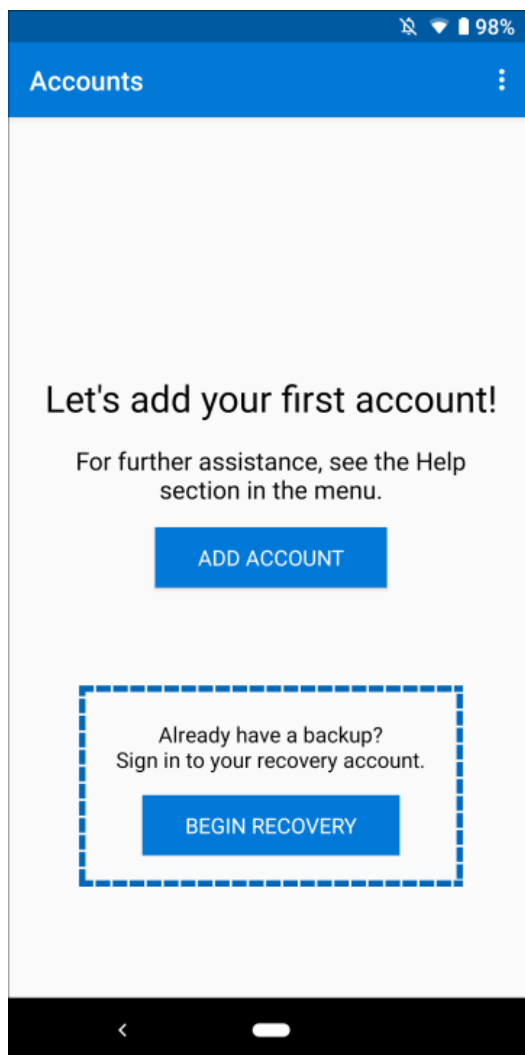 98%
Accounts
Let's add your first account!
For further assistance, see the Help
section in the menu.
ADD ACCOUNT
Already have a backup?
Sign in to your recovery account.
BEGIN RECOVERY